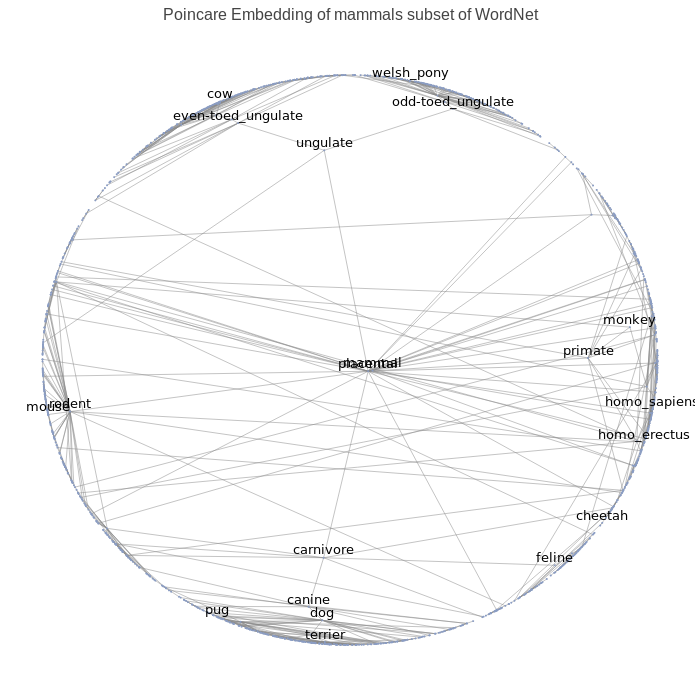 Poincare Embedding of mammals subset of WordNet
welsh_pony
cow
odd-toed_ungulate
even-toed_ungulate
ungulate
monkey
primate
mammal
placental
homo_sapiens
rodent
mouse
homo_erectus
cheetah
carnivore
feline
canine
pug
dog
terrier